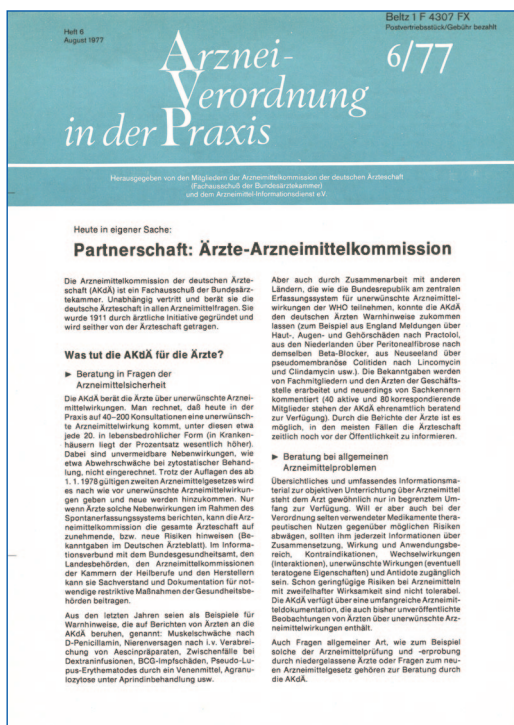 Heft 6
August 1977
Beltz 1 F 4307 FX
Postvertriebsstück/Gebühr bezahlt
6/77
Arznei-
Verordnung
in der Praxis
Herausgegeben von den Mitgliedern der Arzneimittelkommission der deutschen Ärzteschaft
(Fachausschuß der Bundesärztekammer)
und dem Arzneimittel-Informationsdienst e.V.
Heute in eigener Sache:
Partnerschaft: Ärzte-Arzneimittelkommission
Die Arzneimittelkommission der deutschen Ärzte-
schaft (AKdÄ) ist ein Fachausschuß der Bundesärz-
tekammer. Unabhängig vertritt und berät sie die
deutsche Ärzteschaft in allen Arzneimittelfragen. Sie
wurde 1911 durch ärztliche Initiative gegründet und
wird seither von der Ärzteschaft getragen.
Was tut die AKdÄ für die Ärzte?
► Beratung in Fragen der
Arzneimittelsicherheit
Die AKdÄ berät die Ärzte über unerwünschte Arznei-
mittelwirkungen. Man rechnet, daß heute in der
Praxis auf 40–200 Konsultationen eine unerwünsch-
te Arzneimittelwirkung kommt, unter diesen etwa
jede 20. in lebensbedrohlicher Form (in Kranken-
häusern liegt der Prozentsatz wesentlich höher).
Dabei sind unvermeidbare Nebenwirkungen, wie
etwa Abwehrschwäche bei zytostatischer Behand-
lung, nicht eingerechnet. Trotz der Auflagen des ab
1. 1. 1978 gültigen zweiten Arzneimittelgesetzes wird
es nach wie vor unerwünschte Arzneimittelwirkun-
gen geben und neue werden hinzukommen. Nur
wenn Ärzte solche Nebenwirkungen im Rahmen des
Spontanerfassungssystems berichten, kann die Arz-
neimittelkommission die gesamte Ärzteschaft auf
zunehmende, bzw. neue Risiken hinweisen (Be-
kanntgaben im Deutschen Ärzteblatt). Im Informa-
tionsverbund mit dem Bundesgesundheitsamt, den
Landesbehörden, den Arzneimittelkommissionen
der Kammern der Heilberufe und den Herstellern
kann sie Sachverstand und Dokumentation für not-
wendige restriktive Maßnahmen der Gesundheitsbe-
hörden beitragen.
Aus den letzten Jahren seien als Beispiele für
Warnhinweise, die auf Berichten von Ärzten an die
AKdÄ beruhen, genannt: Muskelschwäche nach
D-Penicillamin, Nierenversagen nach i.v. Verabrei-
chung von Aescinpräparaten, Zwischenfälle bei
Dextraninfusionen, BCG-Impfschäden, Pseudo-Lu-
pus-Erythematodes durch ein Venenmittel, Agranu-
lozytose unter Aprindinbehandlung usw.
Aber auch durch Zusammenarbeit mit anderen
Ländern, die wie die Bundesrepublik am zentralen
Erfassungssystem für unerwünschte Arzneimittel-
wirkungen der WHO teilnehmen, konnte die AKdÄ
den deutschen Ärzten Warnhinweise zukommen
lassen (zum Beispiel aus England Meldungen über
Haut-, Augen- und Gehörschäden nach Practolol,
aus den Niederlanden über Peritonealfibrose nach
demselben Beta-Blocker, aus Neuseeland über
pseudomembranöse Colitiden nach Lincomycin
und Clindamycin usw.). Die Bekanntgaben werden
von Fachmitgliedern und den Ärzten der Geschäfts-
stelle erarbeitet und neuerdings von Sachkennern
kommentiert (40 aktive und 80 korrespondierende
Mitglieder stehen der AKdÄ ehrenamtlich beratend
zur Verfügung). Durch die Berichte der Ärzte ist es
möglich, in den meisten Fällen die Ärzteschaft
zeitlich noch vor der Öffentlichkeit zu informieren.
► Beratung bei allgemeinen
Arzneimittelproblemen
Übersichtliches und umfassendes Informationsma-
terial zur objektiven Unterrichtung über Arzneimittel
steht dem Arzt gewöhnlich nur in begrenztem Um-
fang zur Verfügung. Will er aber auch bei der
Verordnung selten verwendeter Medikamente thera-
peutischen Nutzen gegenüber möglichen Risiken
abwägen, sollten ihm jederzeit Informationen über
Zusammensetzung, Wirkung und Anwendungsbe-
reich, Kontraindikationen, Wechselwirkungen
(Interaktionen), unerwünschte Wirkungen (eventuell
teratogene Eigenschaften) und Antidote zugänglich
sein. Schon geringfügige Risiken bei Arzneimitteln
mit zweifelhafter Wirksamkeit sind nicht tolerabel.
Die AKdÄ verfügt über eine umfangreiche Arzneimit-
teldokumentation, die auch bisher unveröffentlichte
Beobachtungen von Ärzten über unerwünschte Arz-
neimittelwirkungen enthält.
Auch Fragen allgemeiner Art, wie zum Beispiel
solche der Arzneimittelprüfung und -erprobung
durch niedergelassene Ärzte oder Fragen zum neu-
en Arzneimittelgesetz gehören zur Beratung durch
die AKdÄ.